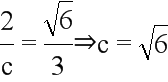 2/c = √6/3 ⇒ c = √6